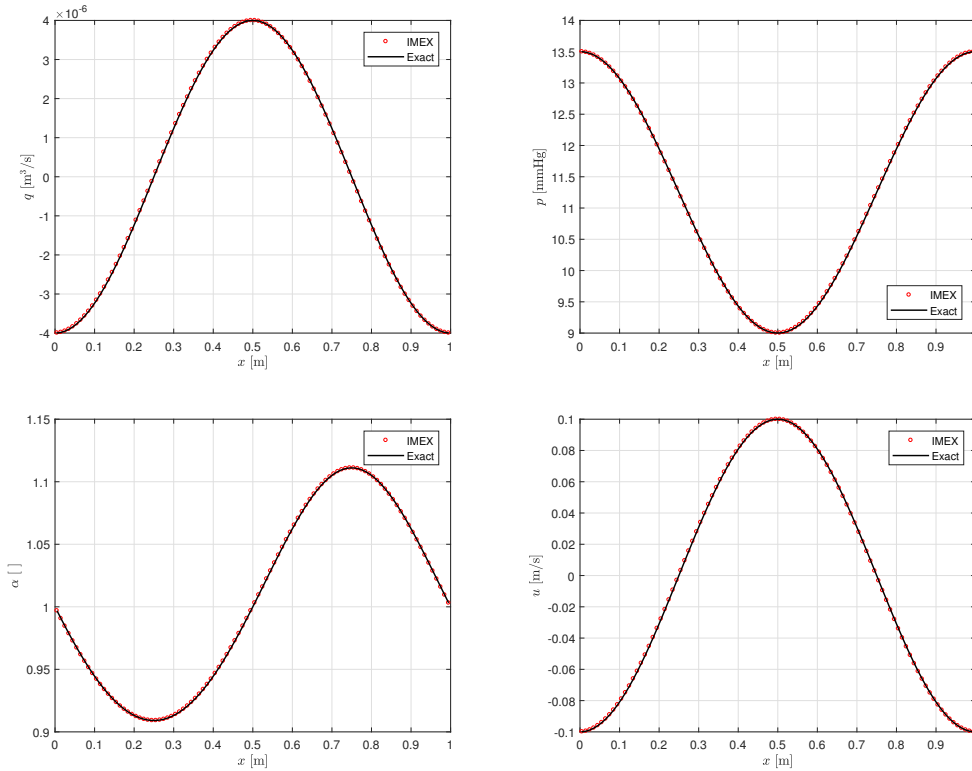 ×10⁻⁶
4
3
2
1
0
-1
-2
-3
-4
q [m³/s]
0 0.1 0.2 0.3 0.4 0.5 0.6 0.7 0.8 0.9 1
x [m]
IMEX
Exact
14
13.5
13
12.5
12
11.5
11
10.5
10
9.5
9
p [mmHg]
0 0.1 0.2 0.3 0.4 0.5 0.6 0.7 0.8 0.9
x [m]
IMEX
Exact
1.15
1.1
1.05
1
0.95
0.9
α [ ]
0 0.1 0.2 0.3 0.4 0.5 0.6 0.7 0.8 0.9 1
x [m]
IMEX
Exact
0.1
0.08
0.06
0.04
0.02
0
-0.02
-0.04
-0.06
-0.08
-0.1
u [m/s]
0 0.1 0.2 0.3 0.4 0.5 0.6 0.7 0.8 0.9
x [m]
IMEX
Exact